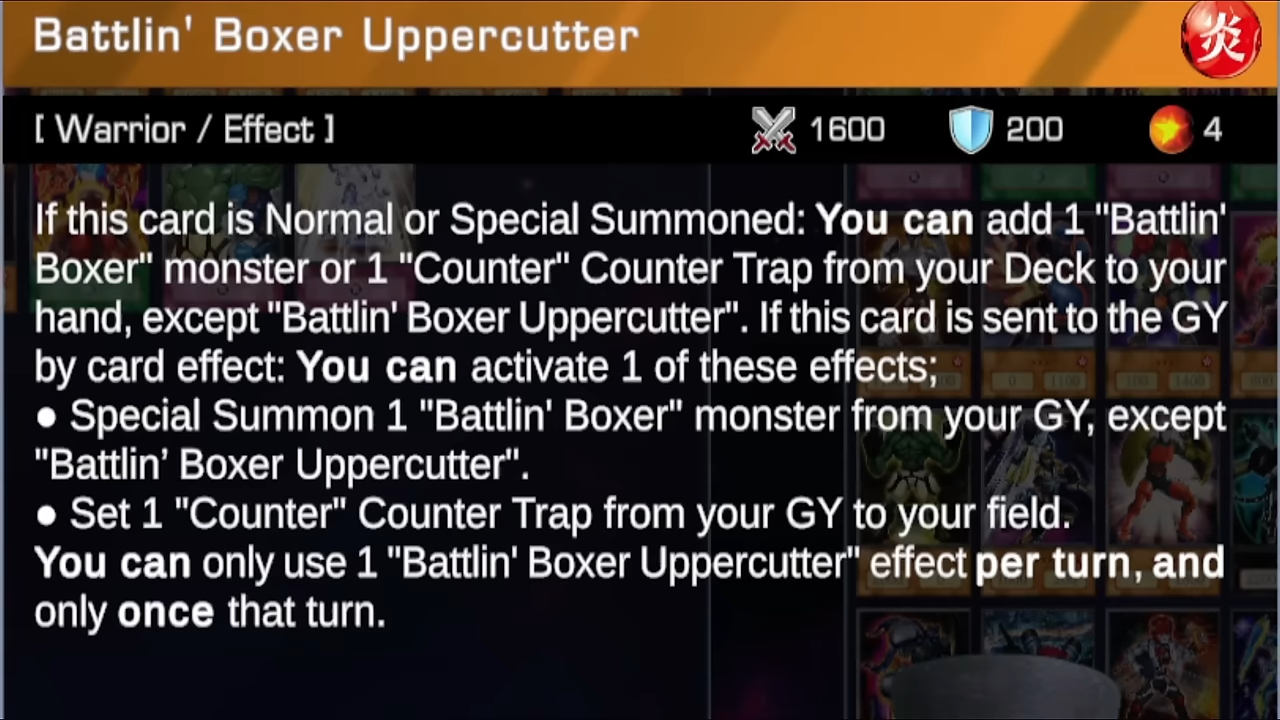 Battlin' Boxer Uppercutter
炎
[ Warrior / Effect ]
1600
200
4
If this card is Normal or Special Summoned: You can add 1 "Battlin'
Boxer" monster or 1 "Counter" Counter Trap from your Deck to your
hand, except "Battlin' Boxer Uppercutter". If this card is sent to the GY
by card effect: You can activate 1 of these effects;
● Special Summon 1 "Battlin' Boxer" monster from your GY, except
"Battlin’ Boxer Uppercutter".
● Set 1 "Counter" Counter Trap from your GY to your field.
You can only use 1 "Battlin' Boxer Uppercutter" effect per turn, and
only once that turn.